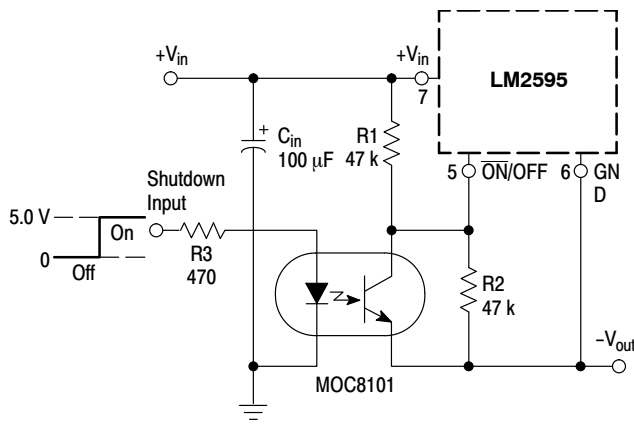 +Vin
+Vin
7
LM2595
Cin
100 µF
+
R1
47 k
5
ON/OFF
6
GN
D
Shutdown
Input
5.0 V
On
0
Off
R3
470
R2
47 k
−Vout
MOC8101